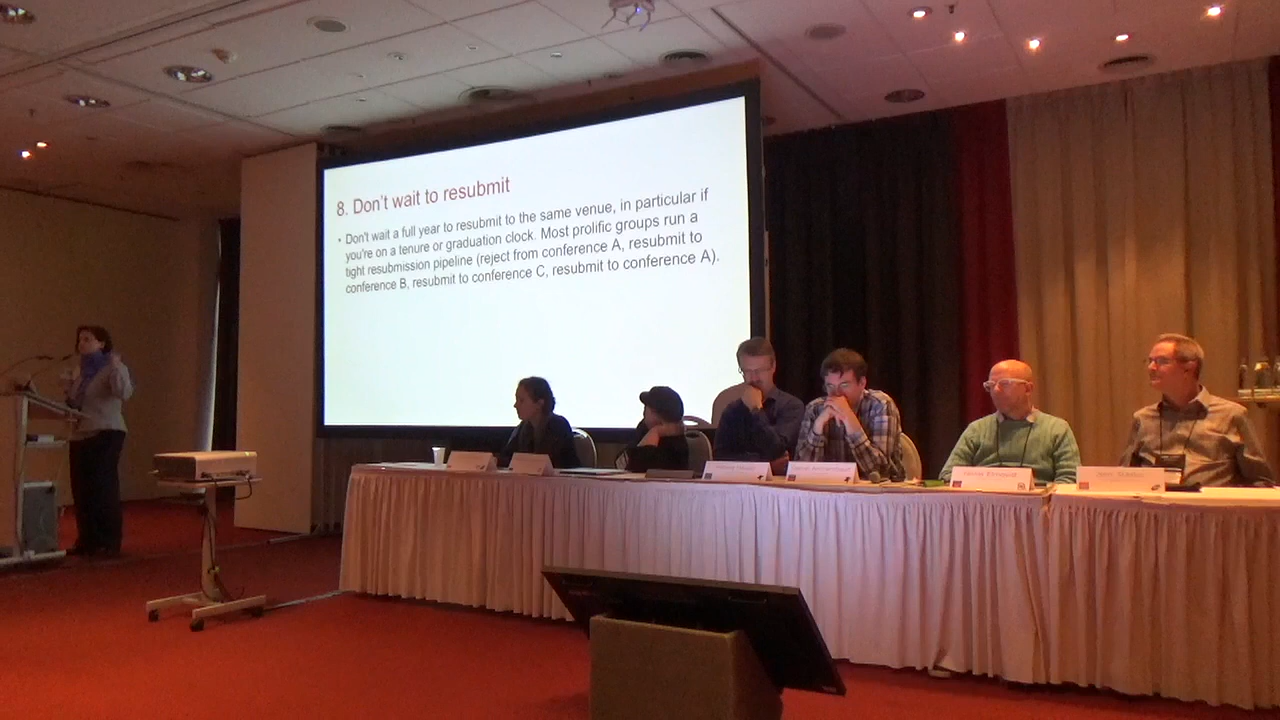 8. Don't wait to resubmit
• Don't wait a full year to resubmit to the same venue, in particular if
you're on a tenure or graduation clock. Most prolific groups run a
tight resubmission pipeline (reject from conference A, resubmit to
conference B, resubmit to conference C, resubmit to conference A).